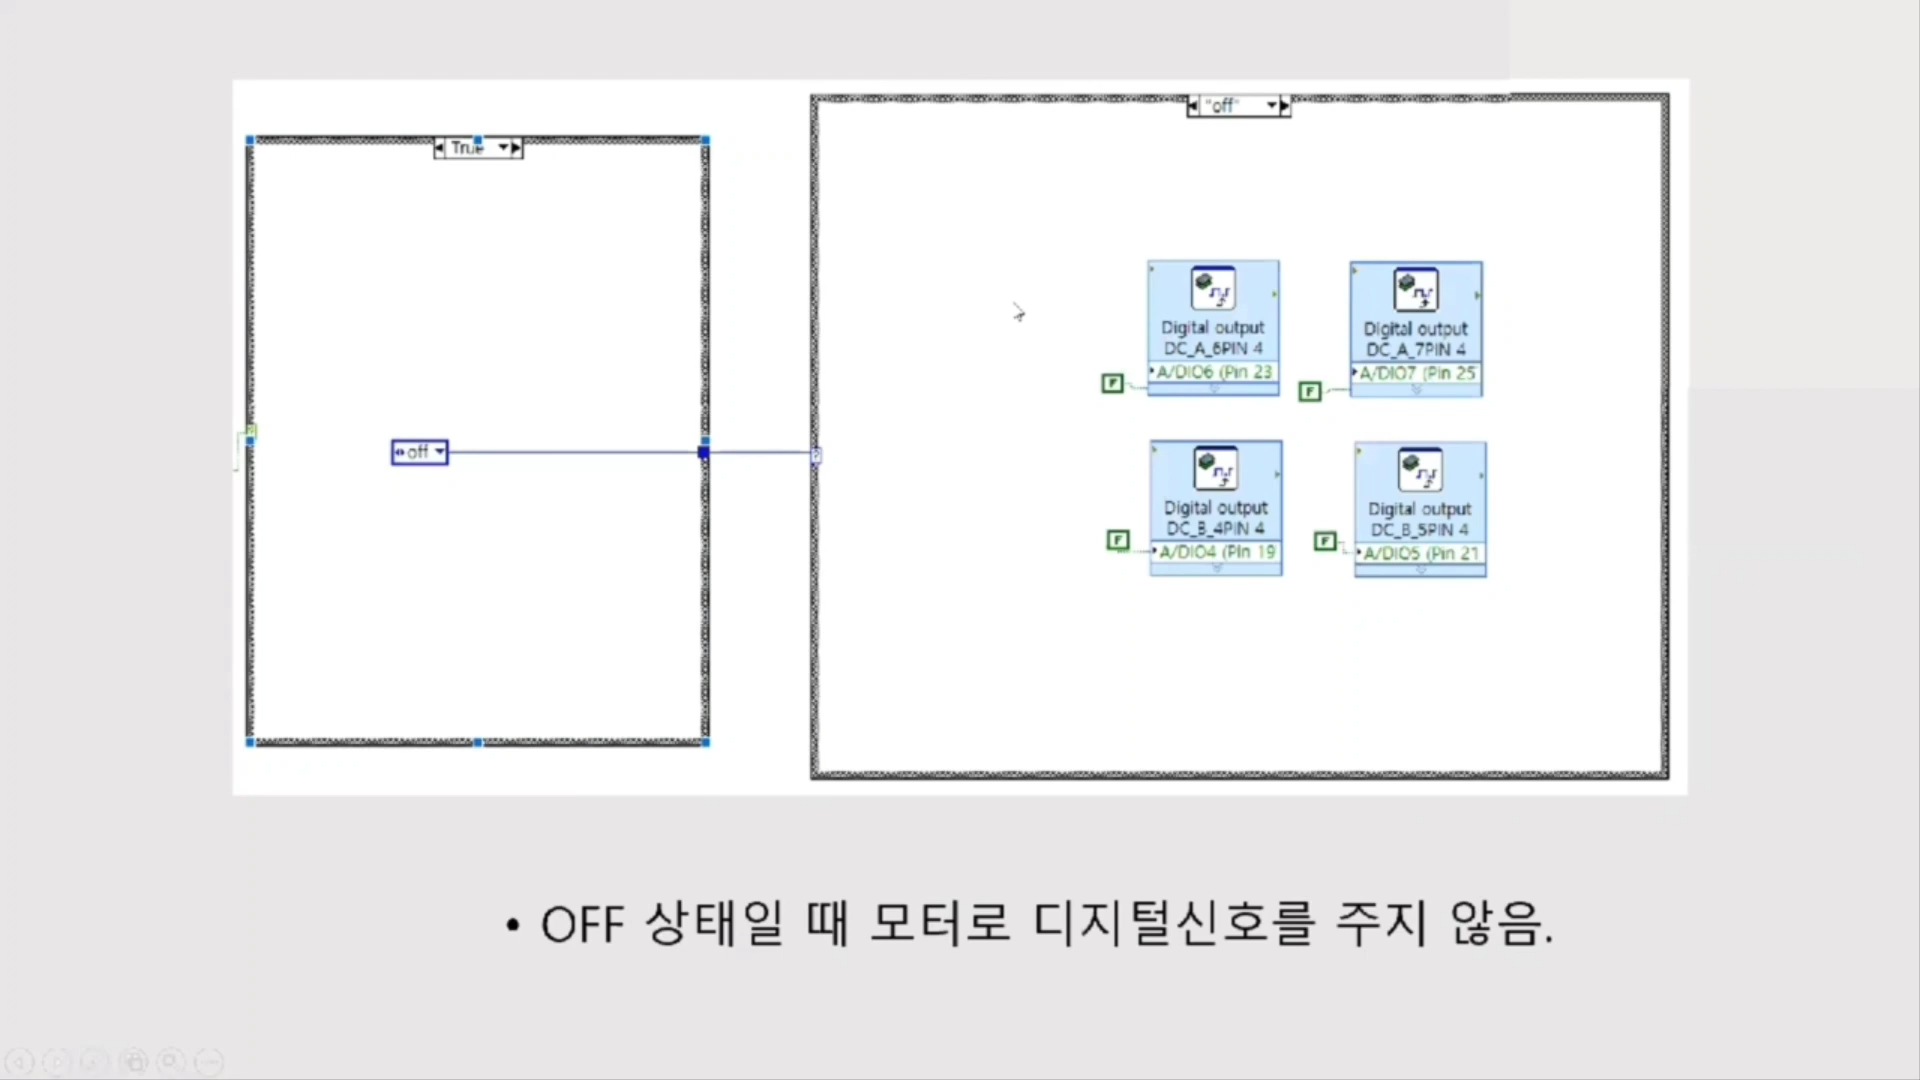 True
"off"
off
Digital output
DC_A_6PIN 4
A/DIO6 (Pin 23
F
Digital output
DC_A_7PIN 4
A/DIO7 (Pin 25
F
Digital output
DC_B_4PIN 4
A/DIO4 (Pin 19
F
Digital output
DC_B_5PIN 4
A/DIO5 (Pin 21
F
• OFF 상태일 때 모터로 디지털신호를 주지 않음.